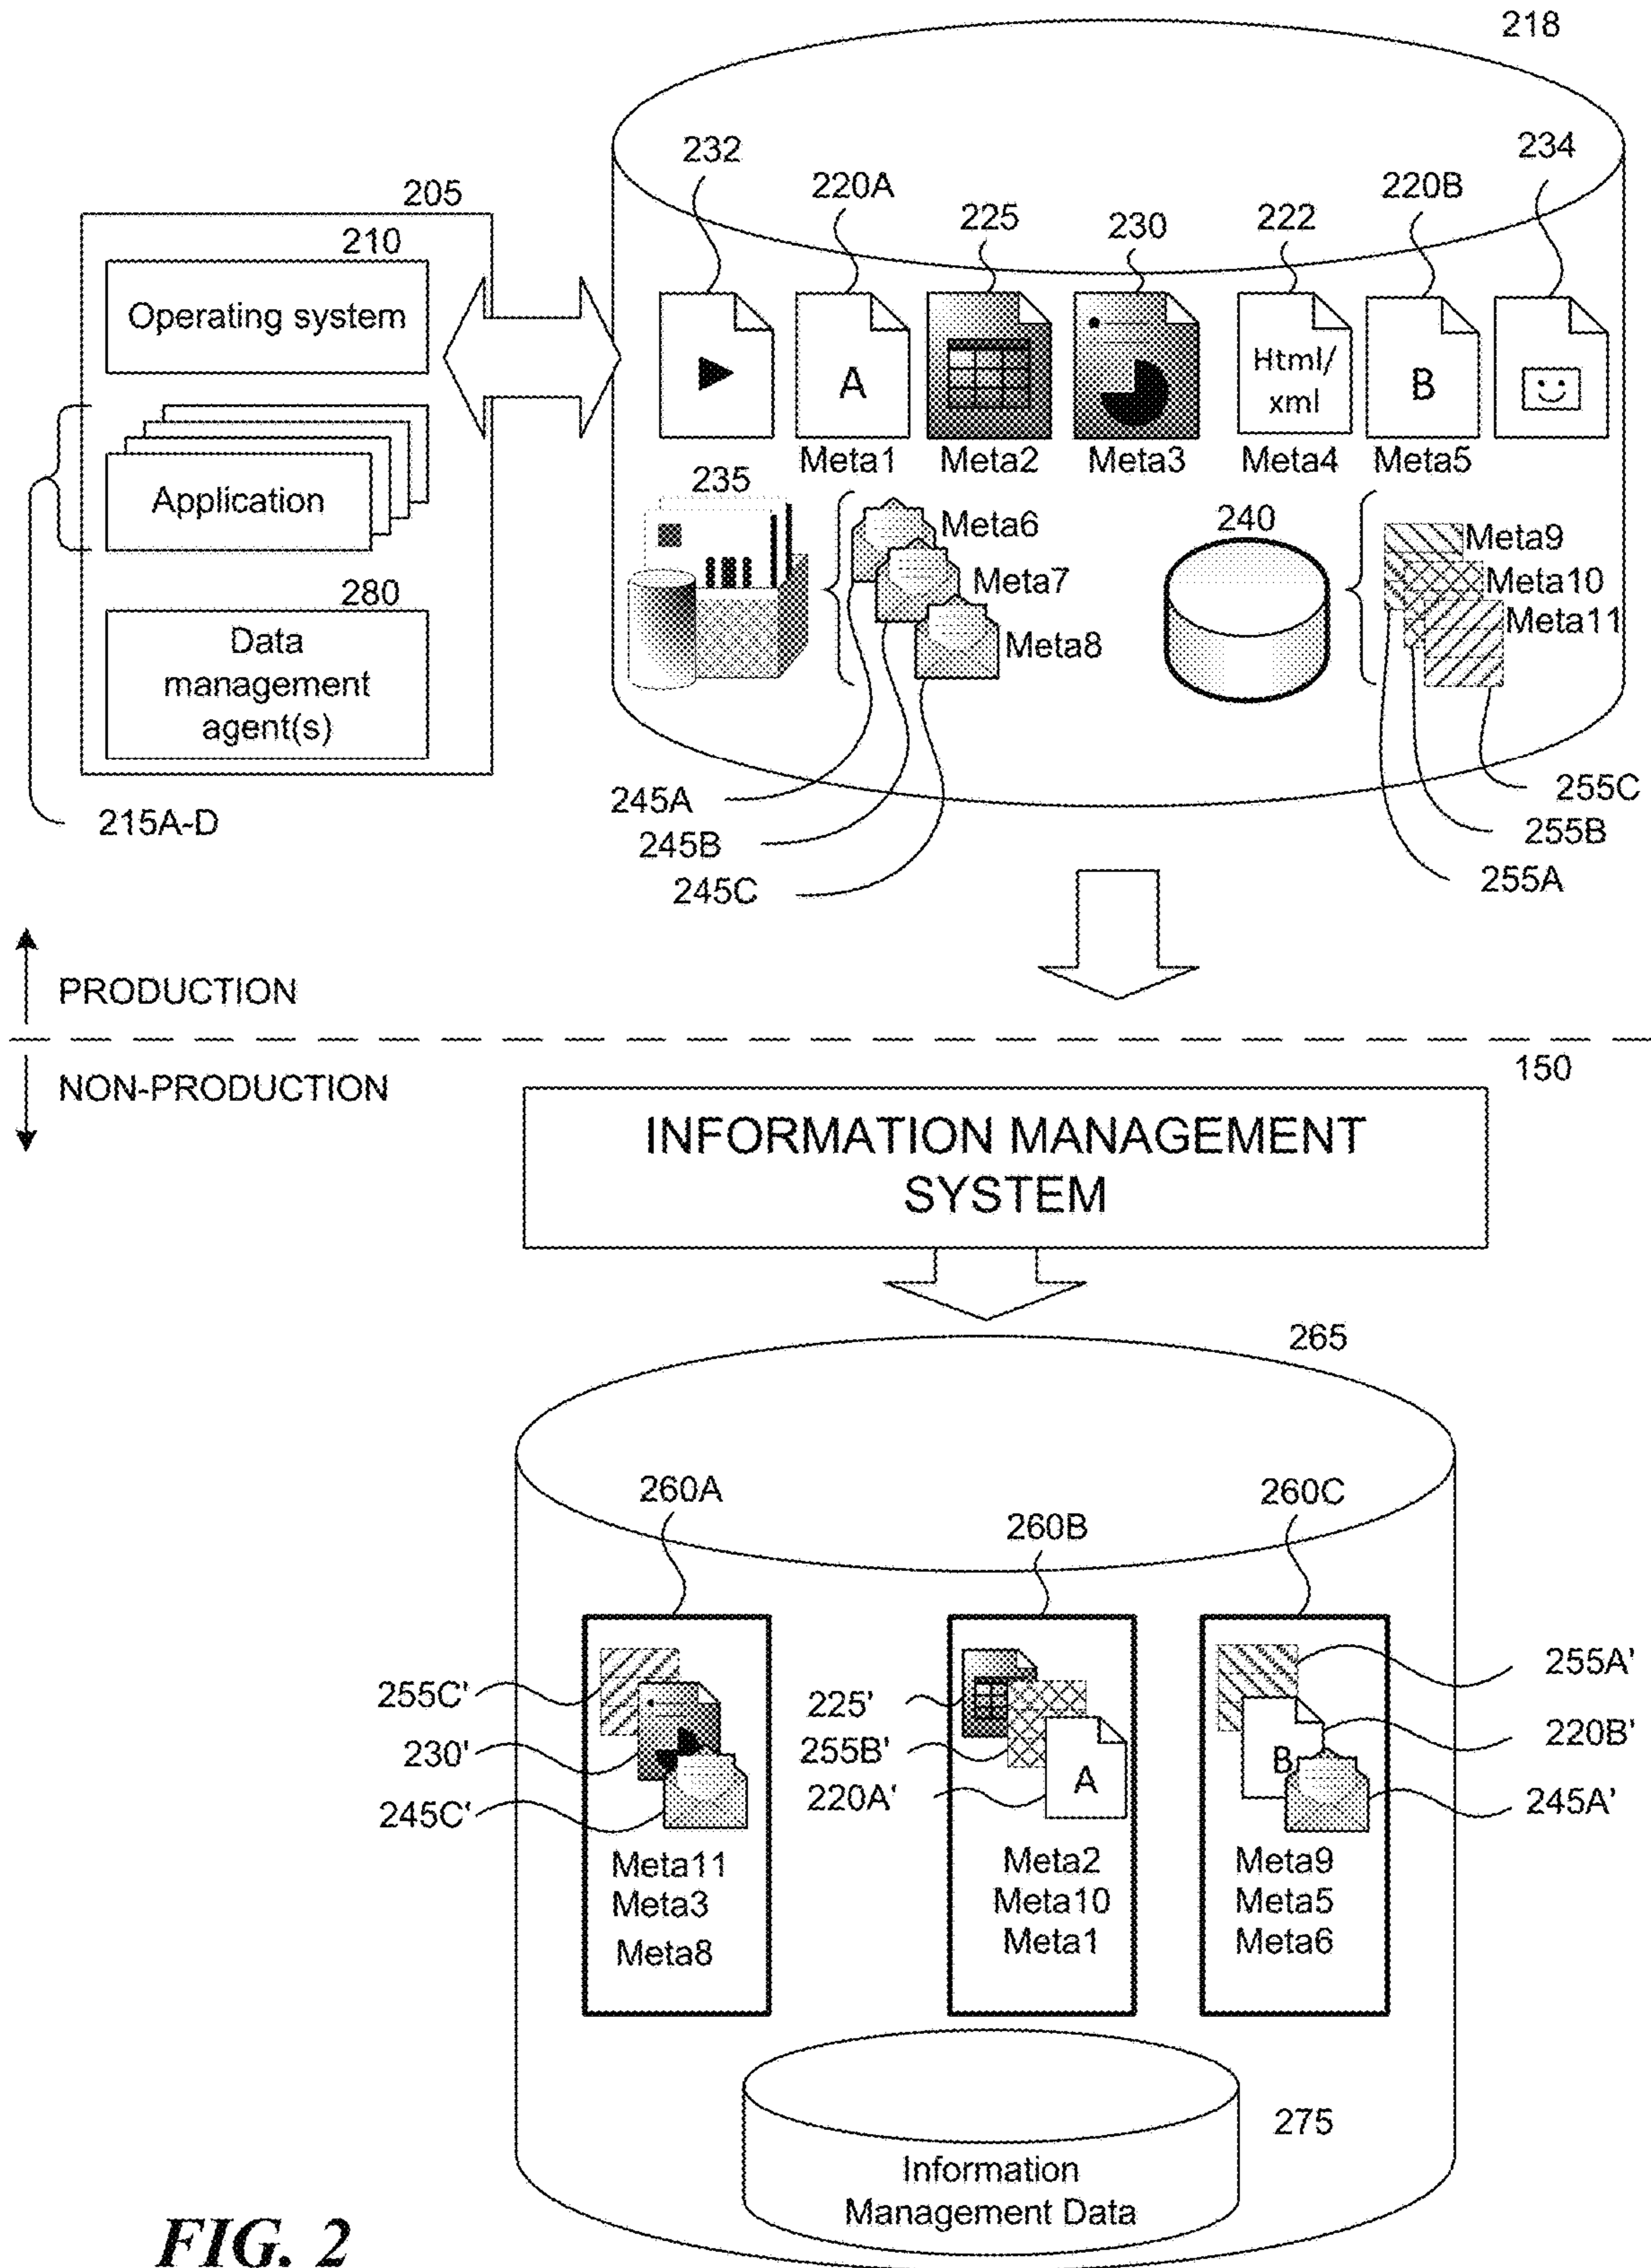 218
232
234
220A
220B
205
225
222
230
210
Operating system
Html/
xml
A
B
Meta1
Meta2
Meta3
Meta4
Meta5
235
Application
Meta6
240
Meta9
Meta7
Meta10
280
Meta11
Data
management
agent(s)
Meta8
245A
255C
215A-D
245B
255B
245C
255A
PRODUCTION
150
NON-PRODUCTION
INFORMATION MANAGEMENT
SYSTEM
265
260A
260C
260B
255C'
225'
255A'
230'
255B'
220B'
B
A
245C'
220A'
245A'
Meta11
Meta3
Meta8
Meta2
Meta10
Meta1
Meta9
Meta5
Meta6
275
Information
Management Data
FIG. 2